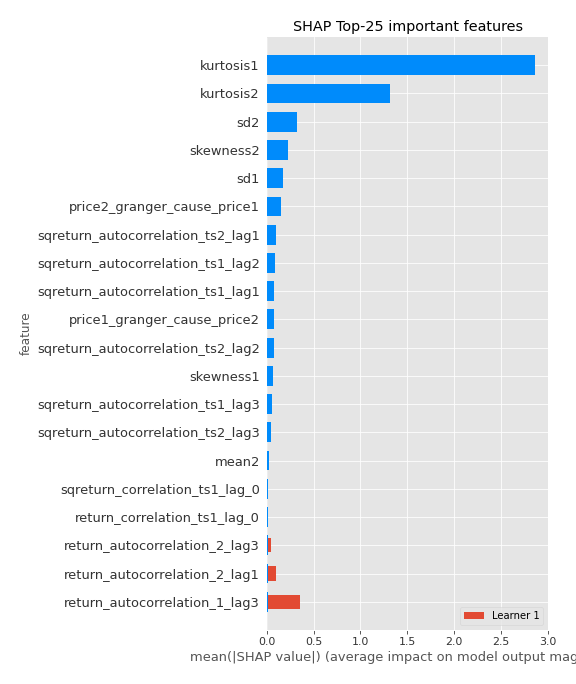 SHAP Top-25 important features
kurtosis1
kurtosis2
sd2
skewness2
sd1
price2_granger_cause_price1
sqreturn_autocorrelation_ts2_lag1
sqreturn_autocorrelation_ts1_lag2
sqreturn_autocorrelation_ts1_lag1
price1_granger_cause_price2
sqreturn_autocorrelation_ts2_lag2
skewness1
sqreturn_autocorrelation_ts1_lag3
sqreturn_autocorrelation_ts2_lag3
mean2
sqreturn_correlation_ts1_lag_0
return_correlation_ts1_lag_0
return_autocorrelation_2_lag3
return_autocorrelation_2_lag1
return_autocorrelation_1_lag3
feature
Learner 1
0.0 0.5 1.0 1.5 2.0 2.5 3.0
mean(|SHAP value|) (average impact on model output mag